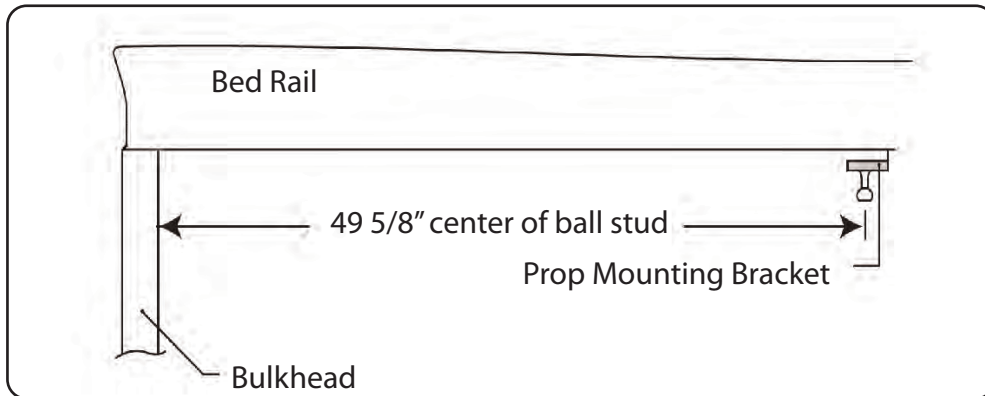 Bed Rail
49 5/8” center of ball stud
Prop Mounting Bracket
Bulkhead